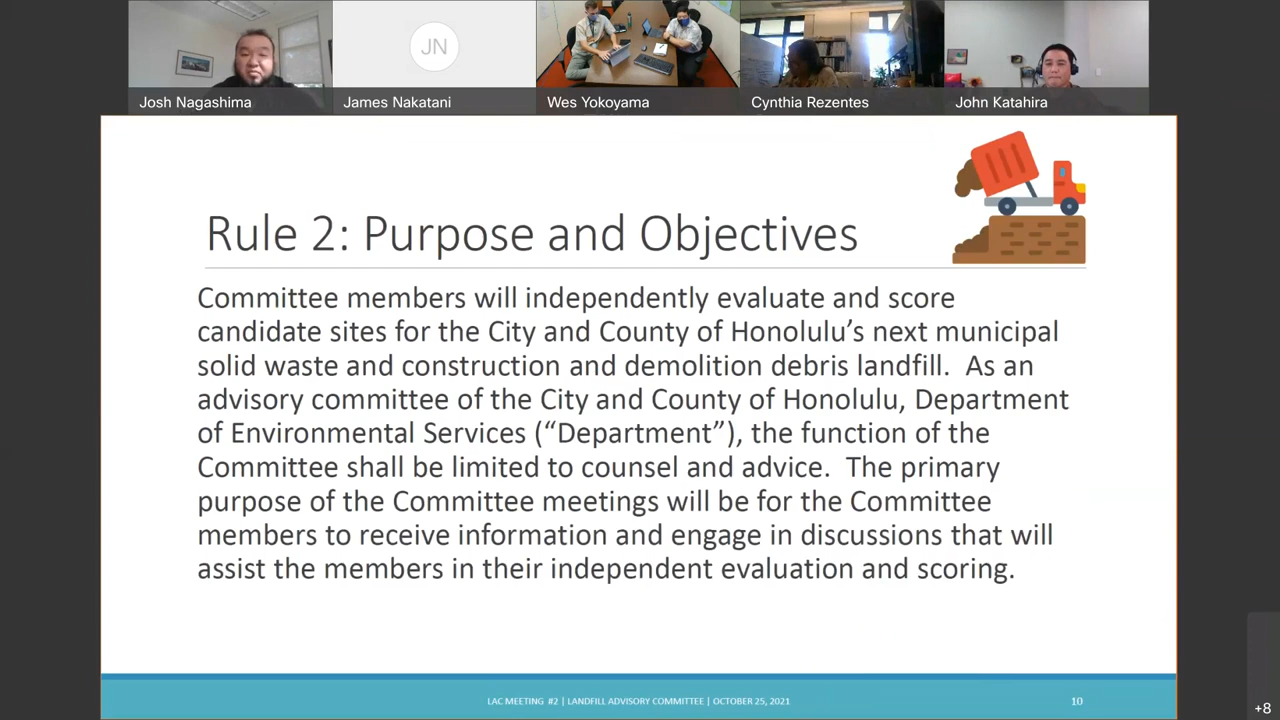 JN
Josh Nagashima
James Nakatani
Wes Yokoyama
Cynthia Rezentes
John Katahira
Rule 2: Purpose and Objectives
Committee members will independently evaluate and score
candidate sites for the City and County of Honolulu’s next municipal
solid waste and construction and demolition debris landfill.  As an
advisory committee of the City and County of Honolulu, Department
of Environmental Services (“Department”), the function of the
Committee shall be limited to counsel and advice.  The primary
purpose of the Committee meetings will be for the Committee
members to receive information and engage in discussions that will
assist the members in their independent evaluation and scoring.
LAC MEETING #2 | LANDFILL ADVISORY COMMITTEE | OCTOBER 25, 2021
10
+8